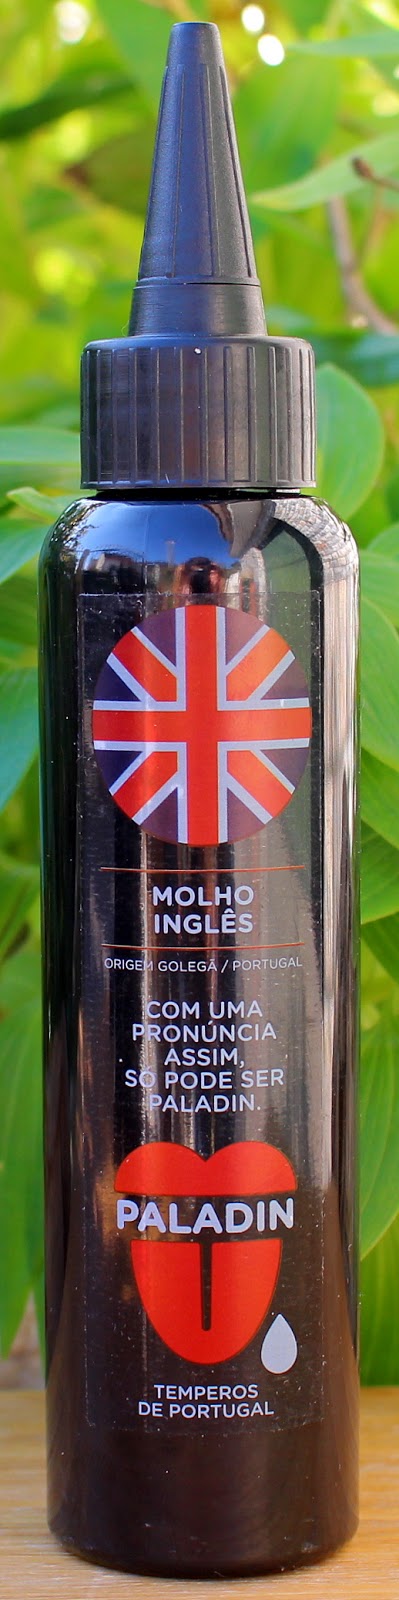 MOLHO
INGLÊS
ORIGEM GOLEGÃ / PORTUGAL
COM UMA
PRONÚNCIA
ASSIM,
SÓ PODE SER
PALADIN.
PALADIN
TEMPEROS
DE PORTUGAL